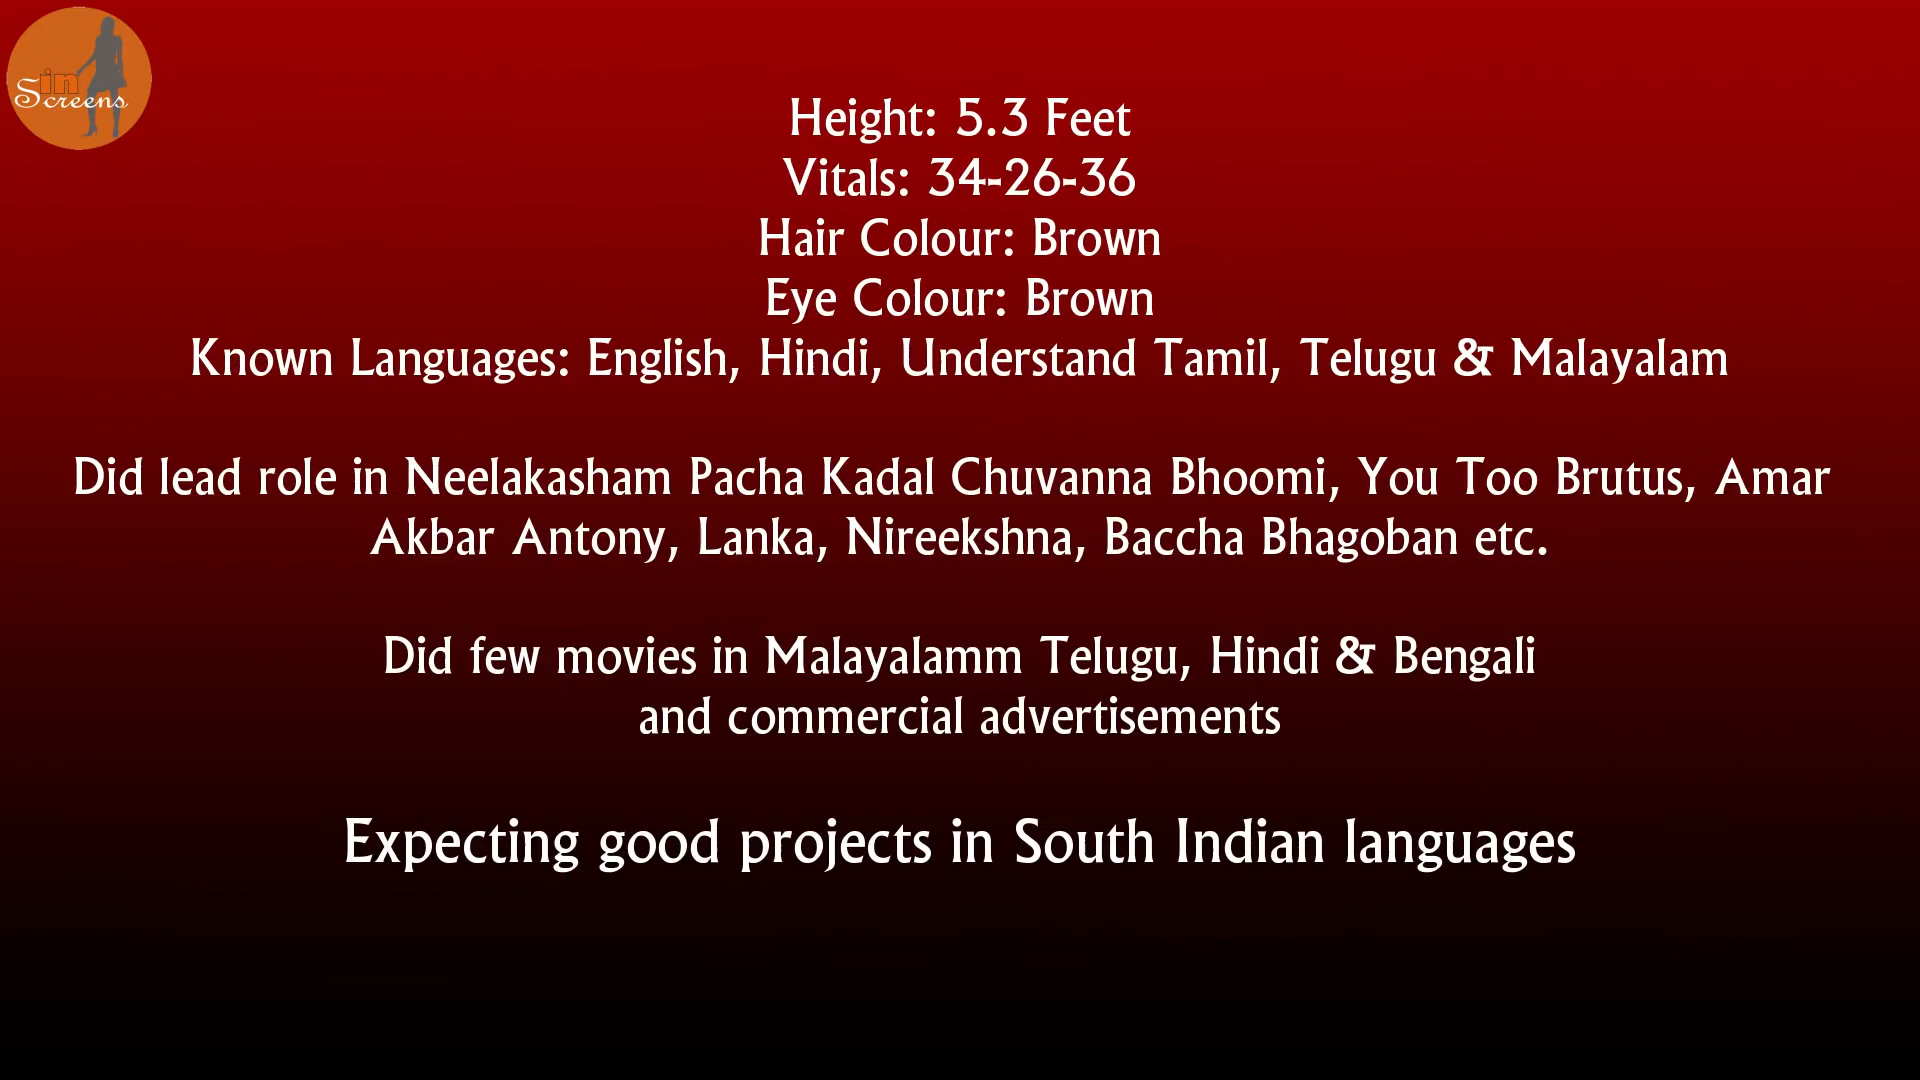 in
Screens
Height: 5.3 Feet
Vitals: 34-26-36
Hair Colour: Brown
Eye Colour: Brown
Known Languages: English, Hindi, Understand Tamil, Telugu & Malayalam
Did lead role in Neelakasham Pacha Kadal Chuvanna Bhoomi, You Too Brutus, Amar
Akbar Antony, Lanka, Nireekshna, Baccha Bhagoban etc.
Did few movies in Malayalamm Telugu, Hindi & Bengali
and commercial advertisements
Expecting good projects in South Indian languages